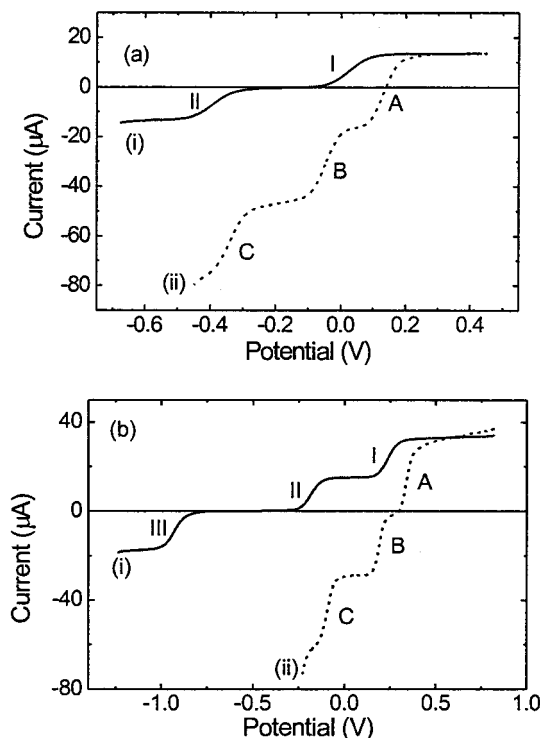 (a)
20
0
-20
-40
-60
-80
Current (μA)
I
II
(i)
A
B
C
(ii)
-0.6 -0.4 -0.2 0.0 0.2 0.4
Potential (V)
(b)
40
0
-40
-80
Current (μA)
I
II
III
(i)
A
B
C
(ii)
-1.0 -0.5 0.0 0.5 1.0
Potential (V)